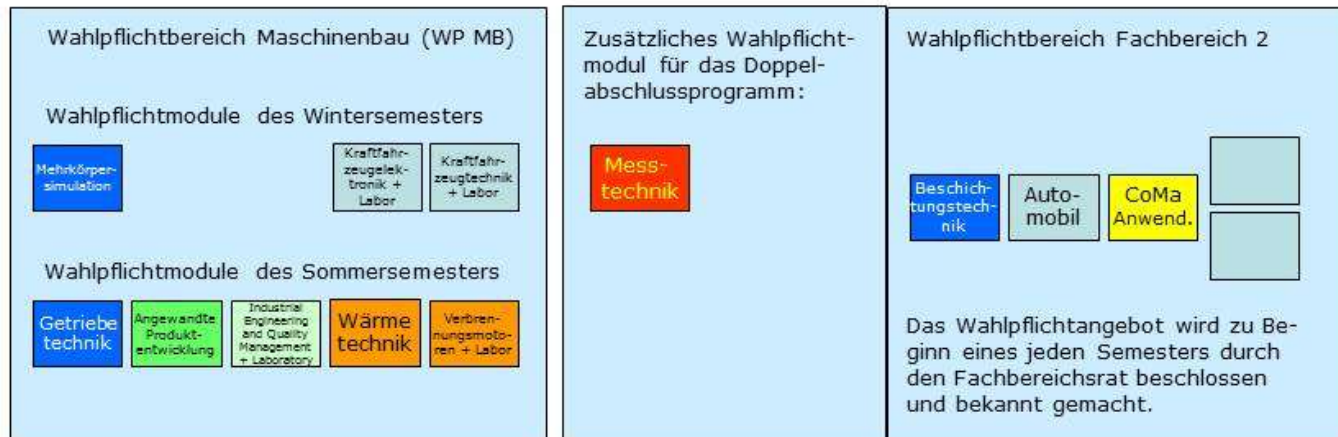 Wahlpflichtbereich Maschinenbau (WP MB)
Wahlpflichtmodule des Wintersemesters
Mehrkörper-
simulation
Kraftfahr-
zeugelek-
tronik +
Labor
Kraftfahr-
zeugtechnik
+ Labor
Wahlpflichtmodule des Sommersemesters
Getriebe
technik
Angewandte
Produkt-
entwicklung
Industrial
Engineering
and Quality
Management
+ Laboratory
Wärme
technik
Verbren-
nungsmoto-
ren + Labor
Zusätzliches Wahlpflicht-
modul für das Doppel-
abschlussprogramm:
Mess-
technik
Wahlpflichtbereich Fachbereich 2
Beschich-
tungstech-
nik
Auto-
mobil
CoMa
Anwend.
Das Wahlpflichtangebot wird zu Be-
ginn eines jeden Semesters durch
den Fachbereichsrat beschlossen
und bekannt gemacht.